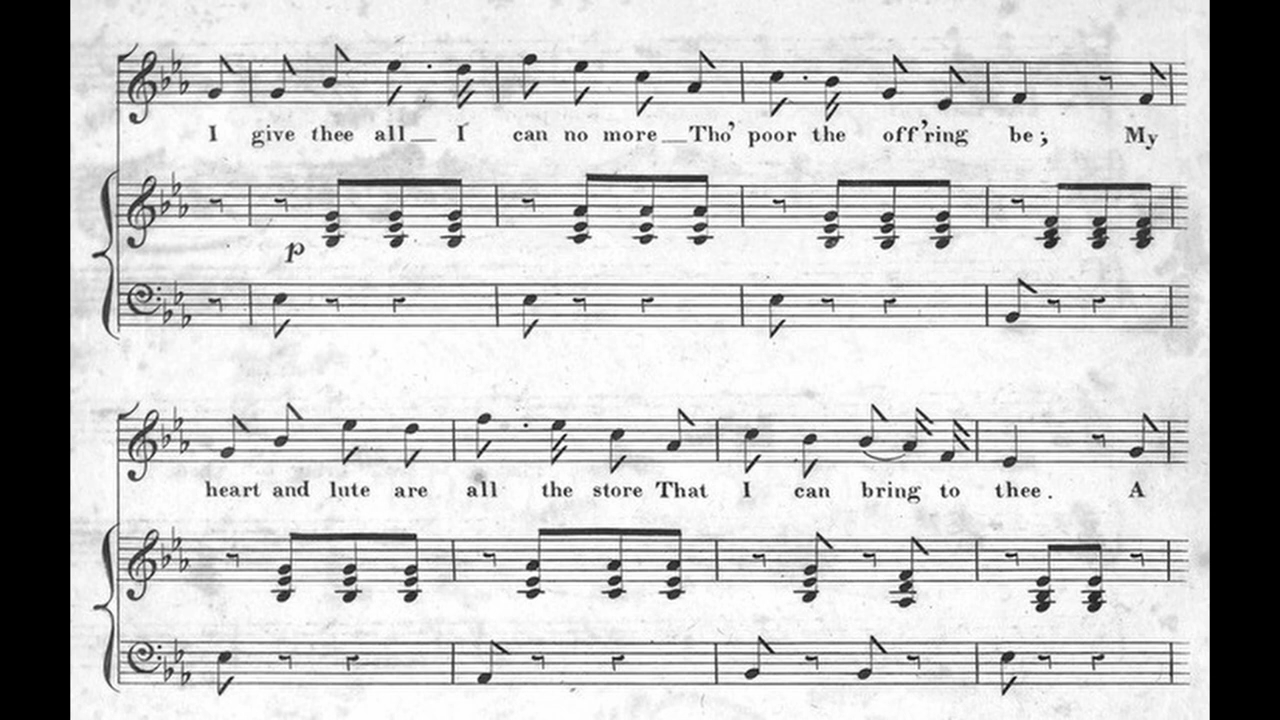 I give thee all — I can no more — Tho' poor the off'ring be; My
p
heart and lute are all the store That I can bring to thee. A